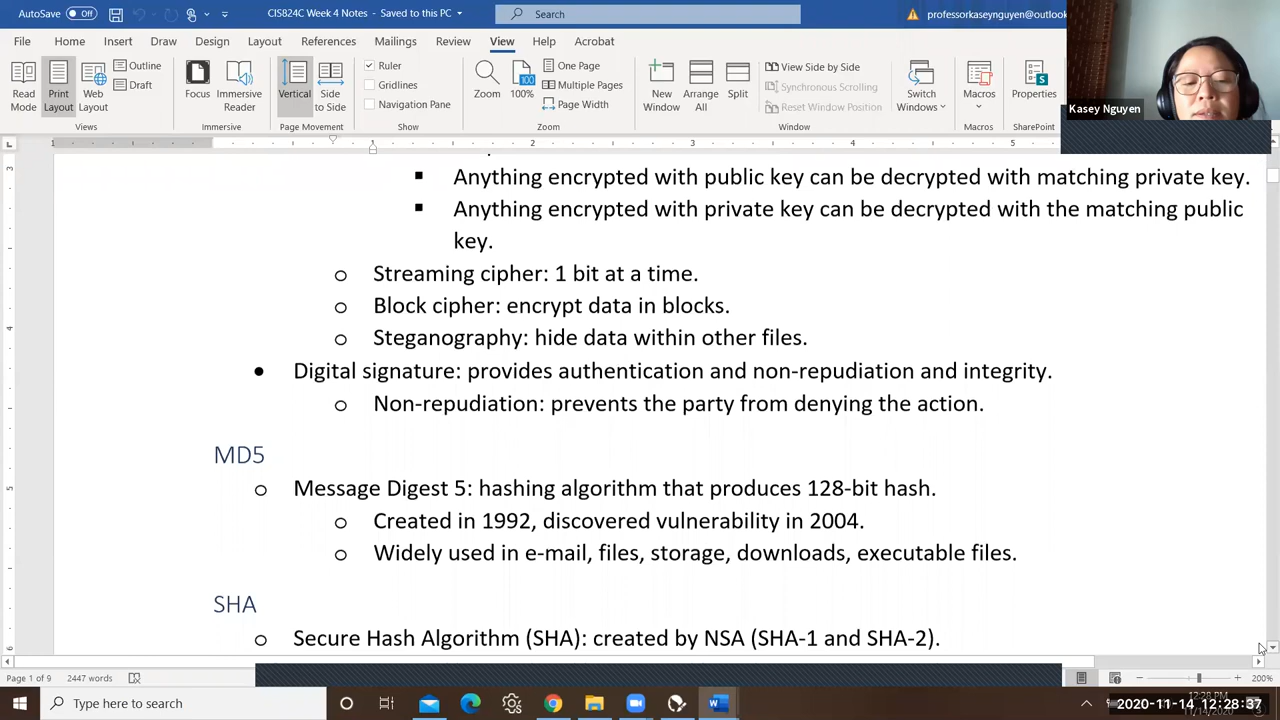 AutoSave Off CIS824C Week 4 Notes - Saved to this PC Search professorkaseynguyen@outlook
File Home Insert Draw Design Layout References Mailings Review View Help Acrobat
Read Mode Print Layout Web Layout Outline Draft Focus Immersive Reader Vertical Side to Side Ruler Gridlines Navigation Pane Zoom 100% One Page Multiple Pages Page Width New Window Arrange All Split View Side by Side Synchronous Scrolling Reset Window Position Switch Windows Macros Properties
Views Immersive Page Movement Show Zoom Window Macros SharePoint
Kasey Nguyen
1 2 3 4 5
▪ Anything encrypted with public key can be decrypted with matching private key.
▪ Anything encrypted with private key can be decrypted with the matching public
key.
o Streaming cipher: 1 bit at a time.
o Block cipher: encrypt data in blocks.
o Steganography: hide data within other files.
• Digital signature: provides authentication and non-repudiation and integrity.
o Non-repudiation: prevents the party from denying the action.
MD5
o Message Digest 5: hashing algorithm that produces 128-bit hash.
o Created in 1992, discovered vulnerability in 2004.
o Widely used in e-mail, files, storage, downloads, executable files.
SHA
o Secure Hash Algorithm (SHA): created by NSA (SHA-1 and SHA-2).
Page 1 of 9 2447 words 200%
Type here to search 2020-11-14 12:28:37